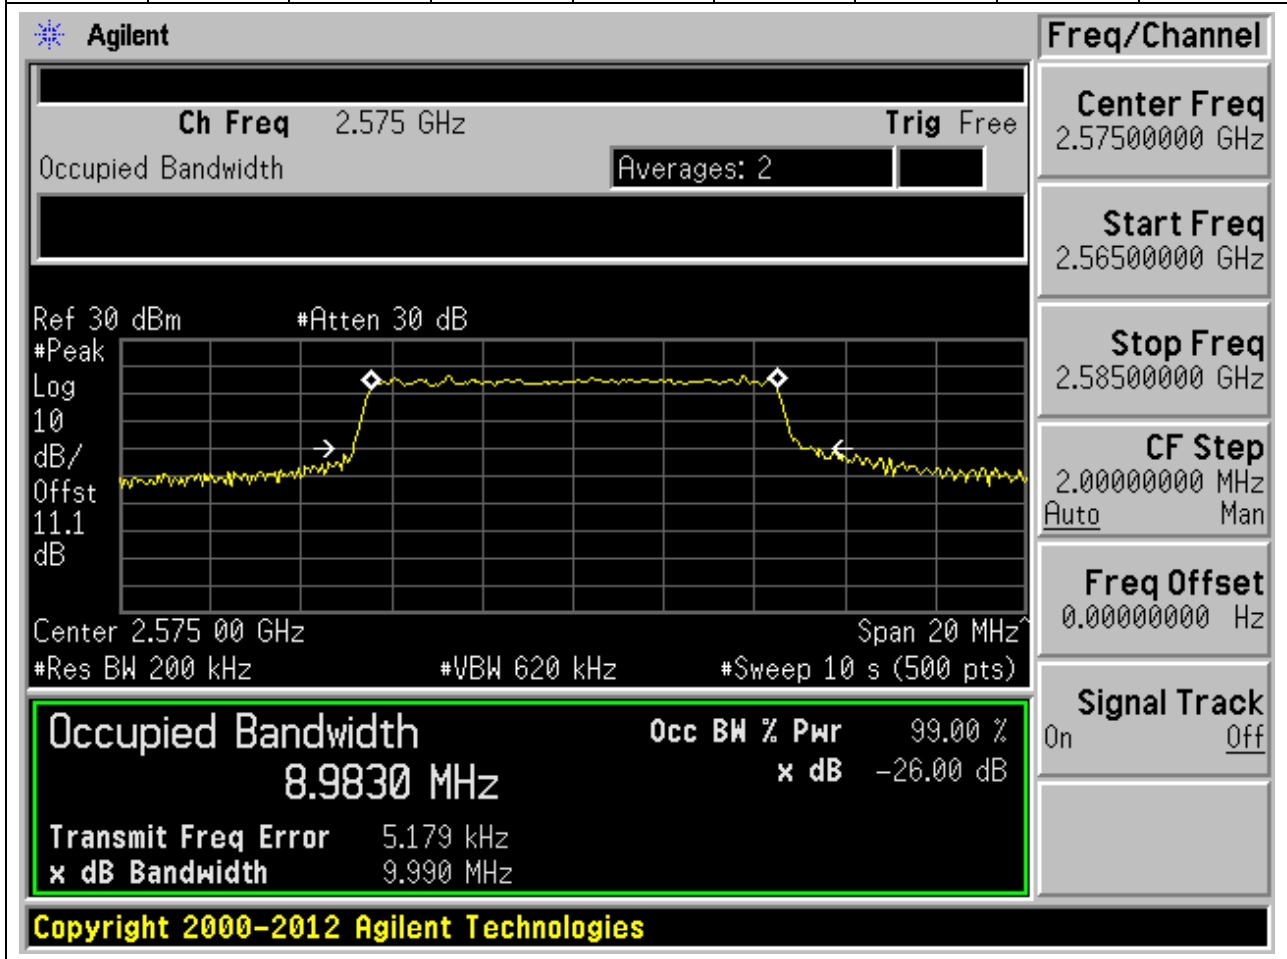 Agilent
Freq/Channel
Ch Freq 2.575 GHz Trig Free
Occupied Bandwidth Averages: 2
Center Freq
2.57500000 GHz
Start Freq
2.56500000 GHz
Stop Freq
2.58500000 GHz
CF Step
2.00000000 MHz
Auto Man
Freq Offset
0.00000000 Hz
Signal Track
On Off
Ref 30 dBm #Atten 30 dB
#Peak
Log
10
dB/
Offst
11.1
dB
Center 2.575 00 GHz Span 20 MHz^
#Res BW 200 kHz #VBW 620 kHz #Sweep 10 s (500 pts)
Occupied Bandwidth Occ BW % Pwr 99.00 %
8.9830 MHz x dB -26.00 dB
Transmit Freq Error 5.179 kHz
x dB Bandwidth 9.990 MHz
Copyright 2000-2012 Agilent Technologies